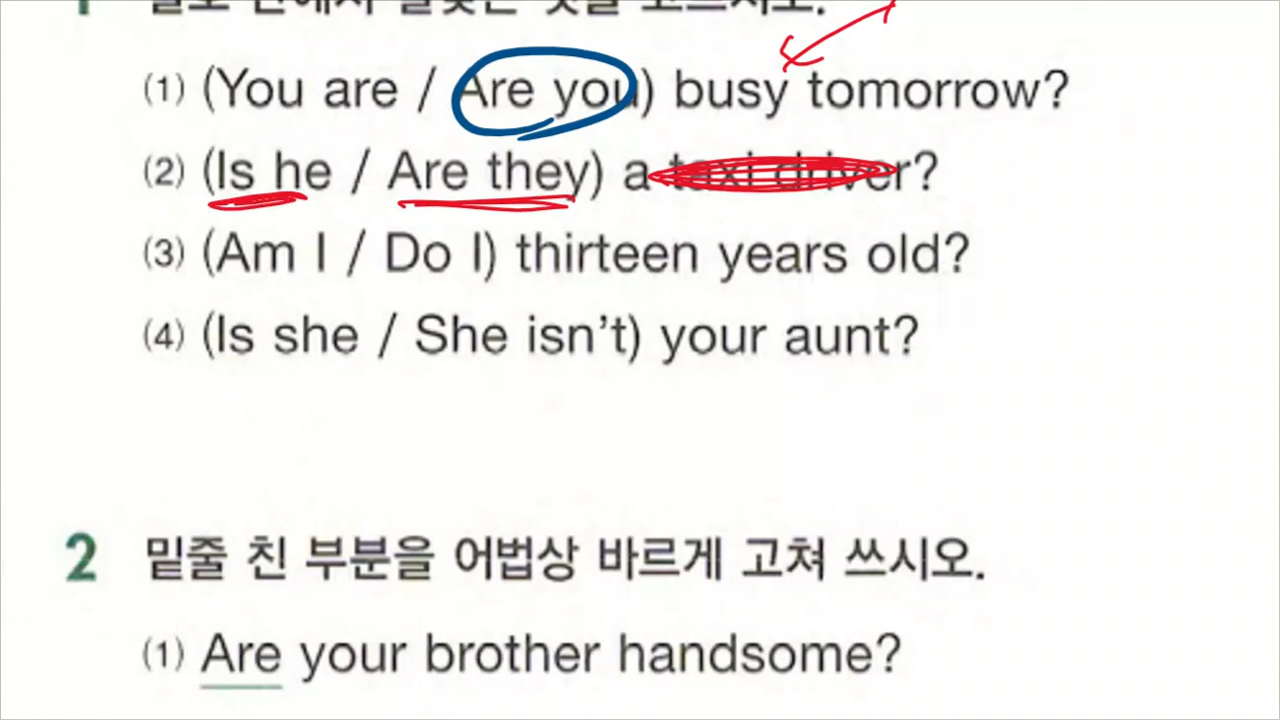 (1) (You are / Are you) busy tomorrow?
(2) (Is he / Are they) a taxi driver?
(3) (Am I / Do I) thirteen years old?
(4) (Is she / She isn't) your aunt?
2 밑줄 친 부분을 어법상 바르게 고쳐 쓰시오.
(1) Are your brother handsome?